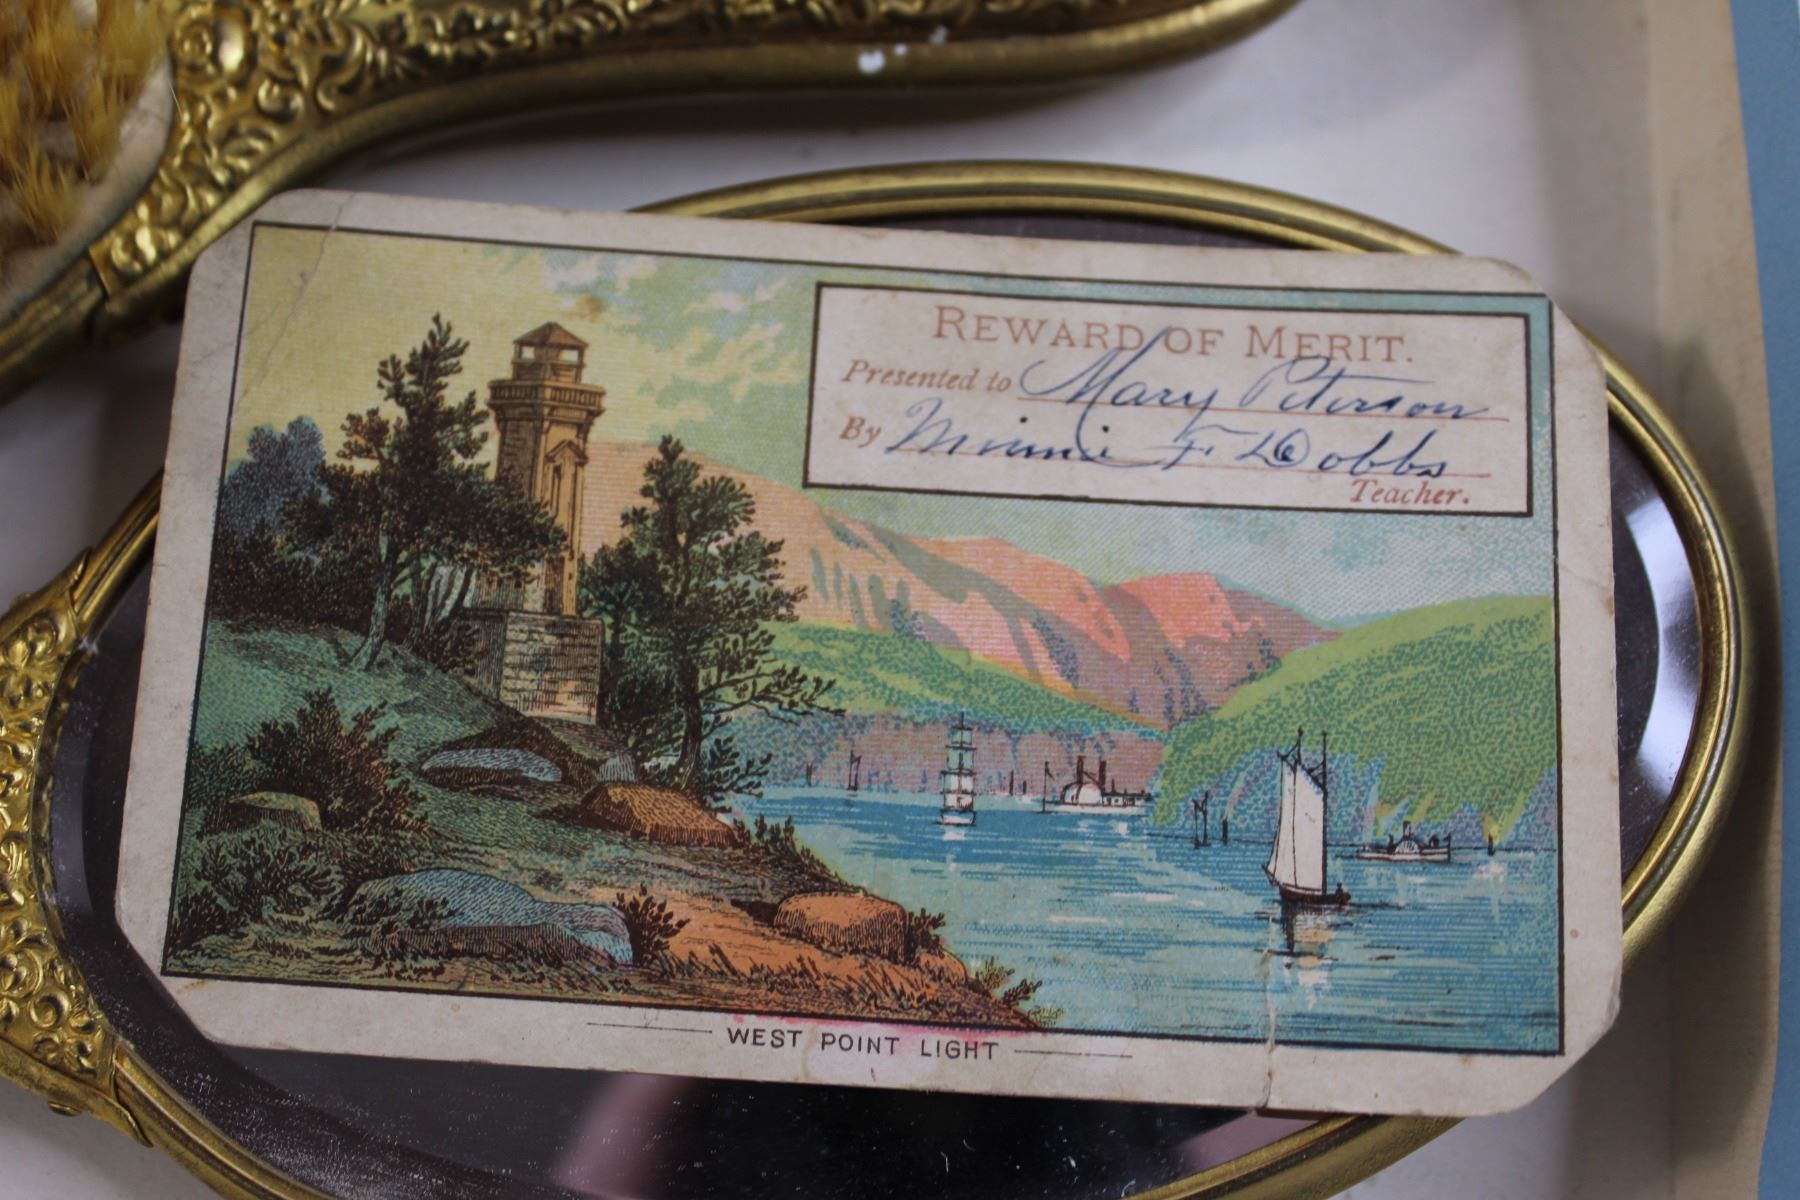 REWARD OF MERIT.
Presented to Mary Peterson
By Minnie F Dobbs
Teacher.
WEST POINT LIGHT